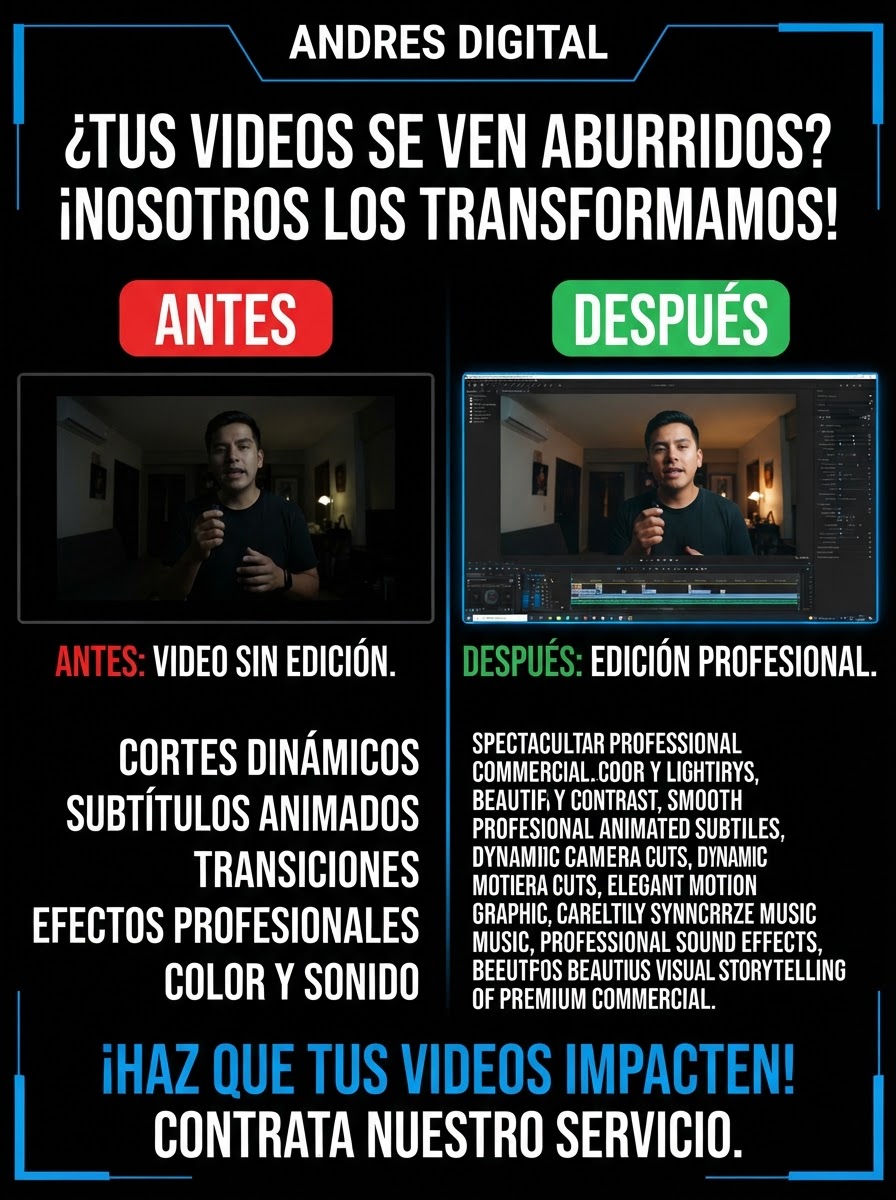 ANDRES DIGITAL
¿TUS VIDEOS SE VEN ABURRIDOS?
¡NOSOTROS LOS TRANSFORMAMOS!
ANTES
DESPUÉS
ANTES: VIDEO SIN EDICIÓN.
DESPUÉS: EDICIÓN PROFESIONAL.
CORTES DINÁMICOS
SUBTÍTULOS ANIMADOS
TRANSICIONES
EFECTOS PROFESIONALES
COLOR Y SONIDO
SPECTACULTAR PROFESSIONAL
COMMERCIAL..COOR Y LIGHTIRYS,
BEAUTIF Y CONTRAST, SMOOTH
PROFESIONAL ANIMATED SUBTILES,
DYNAMIIC CAMERA CUTS, DYNAMIC
MOTIERA CUTS, ELEGANT MOTION
GRAPHIC, CARELTILY SYNNCRRZE MUSIC
MUSIC, PROFESSIONAL SOUND EFFECTS,
BEEUTFOS BEAUTIUS VISUAL STORYTELLING
OF PREMIUM COMMERCIAL.
¡HAZ QUE TUS VIDEOS IMPACTEN!
CONTRATA NUESTRO SERVICIO.